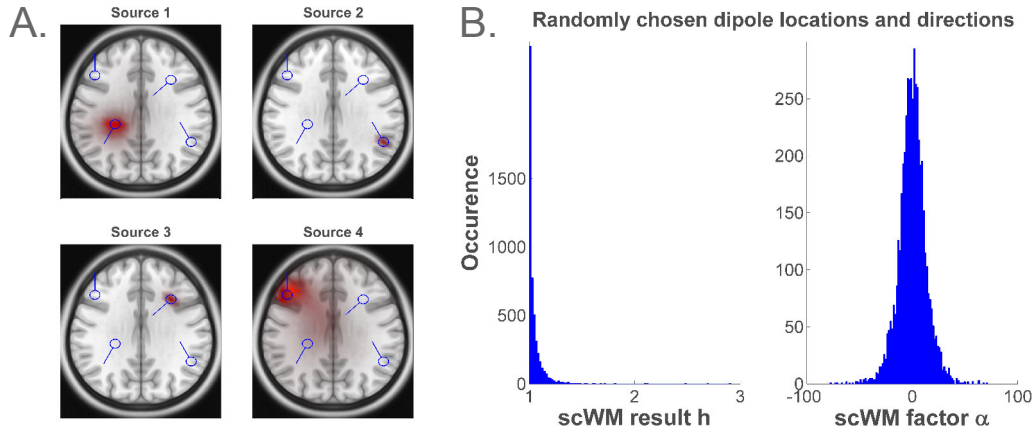 A.
Source 1
Source 2
Source 3
Source 4
B.
Randomly chosen dipole locations and directions
Occurence
1500
1000
500
0
1
2
3
scWM result h
250
200
150
100
50
0
-100
0
100
scWM factor α